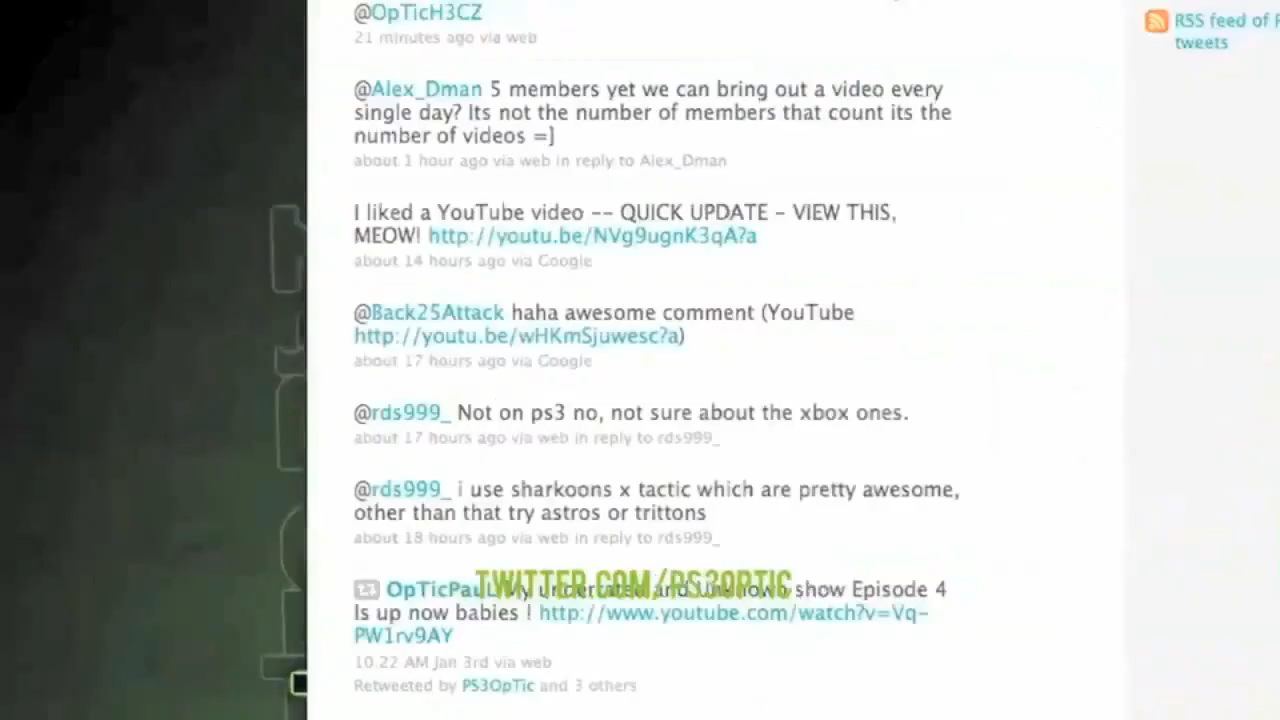 @OpTicH3CZ
21 minutes ago via web
RSS feed of
tweets
@Alex_Dman 5 members yet we can bring out a video every
single day? Its not the number of members that count its the
number of videos =]
about 1 hour ago via web in reply to Alex_Dman
I liked a YouTube video -- QUICK UPDATE - VIEW THIS,
MEOW! http://youtu.be/NVg9ugnK3qA?a
about 14 hours ago via Google
@Back25Attack haha awesome comment (YouTube
http://youtu.be/wHKmSjuwesc?a)
about 17 hours ago via Google
@rds999_ Not on ps3 no, not sure about the xbox ones.
about 17 hours ago via web in reply to rds999_
@rds999_ i use sharkoons x tactic which are pretty awesome,
other than that try astros or trittons
about 18 hours ago via web in reply to rds999_
TWITTER.COM/PS3OPTIC
OpTicPauL My underrated and unknown show Episode 4
Is up now babies ! http://www.youtube.com/watch?v=Vq-
PW1rv9AY
10.22 AM Jan 3rd via web
Retweeted by PS3OpTic and 3 others